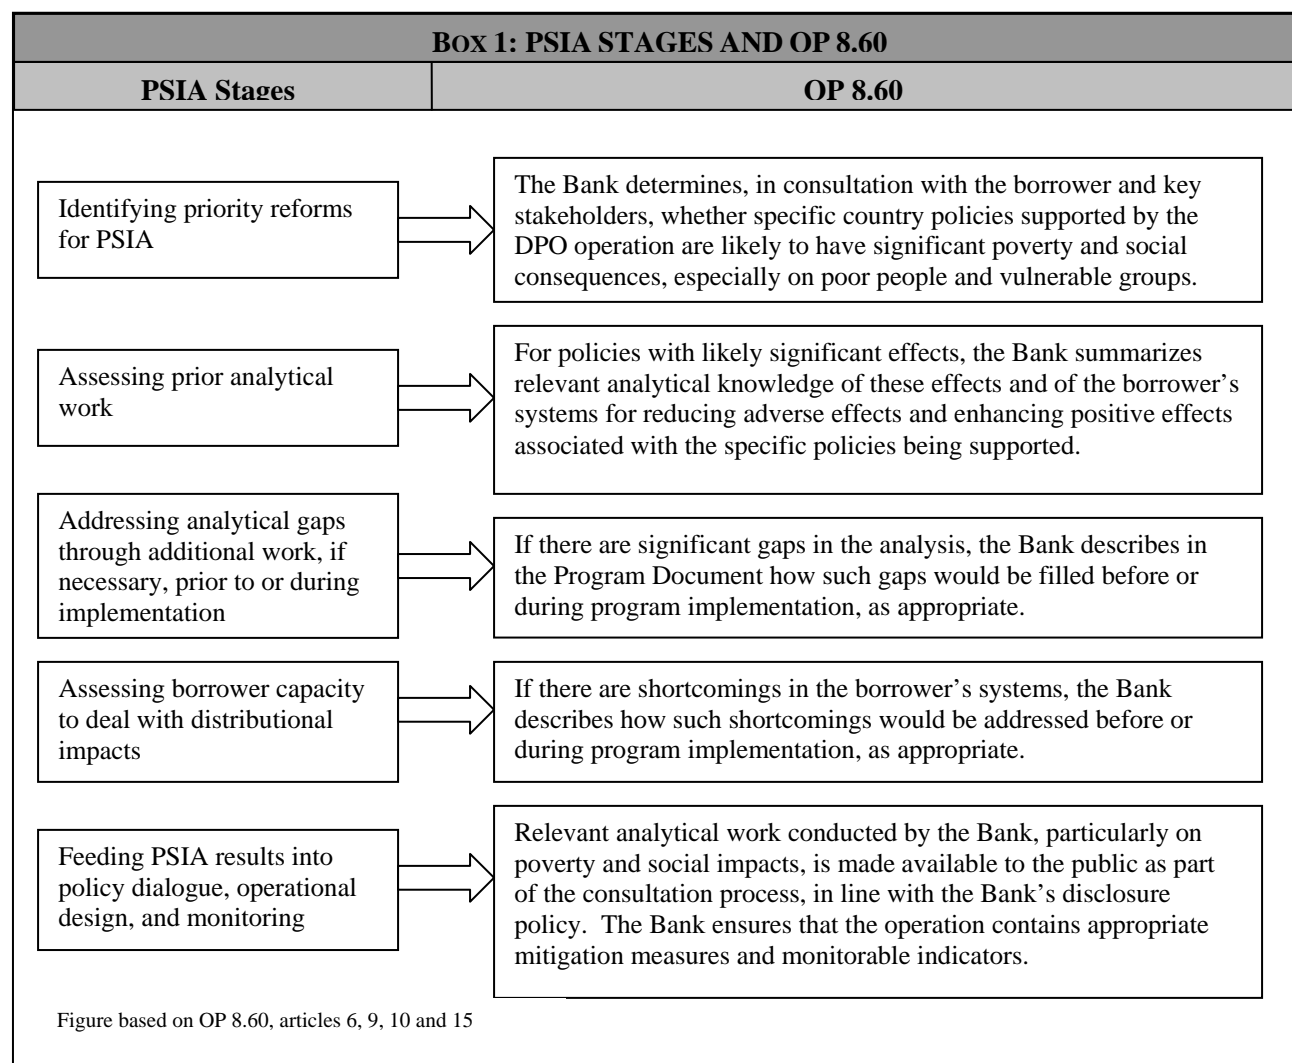 BOX 1: PSIA STAGES AND OP 8.60
PSIA Stages
OP 8.60
Identifying priority reforms
for PSIA
The Bank determines, in consultation with the borrower and key
stakeholders, whether specific country policies supported by the
DPO operation are likely to have significant poverty and social
consequences, especially on poor people and vulnerable groups.
Assessing prior analytical
work
For policies with likely significant effects, the Bank summarizes
relevant analytical knowledge of these effects and of the borrower’s
systems for reducing adverse effects and enhancing positive effects
associated with the specific policies being supported.
Addressing analytical gaps
through additional work, if
necessary, prior to or during
implementation
If there are significant gaps in the analysis, the Bank describes in
the Program Document how such gaps would be filled before or
during program implementation, as appropriate.
Assessing borrower capacity
to deal with distributional
impacts
If there are shortcomings in the borrower’s systems, the Bank
describes how such shortcomings would be addressed before or
during program implementation, as appropriate.
Feeding PSIA results into
policy dialogue, operational
design, and monitoring
Relevant analytical work conducted by the Bank, particularly on
poverty and social impacts, is made available to the public as part
of the consultation process, in line with the Bank’s disclosure
policy.  The Bank ensures that the operation contains appropriate
mitigation measures and monitorable indicators.
Figure based on OP 8.60, articles 6, 9, 10 and 15